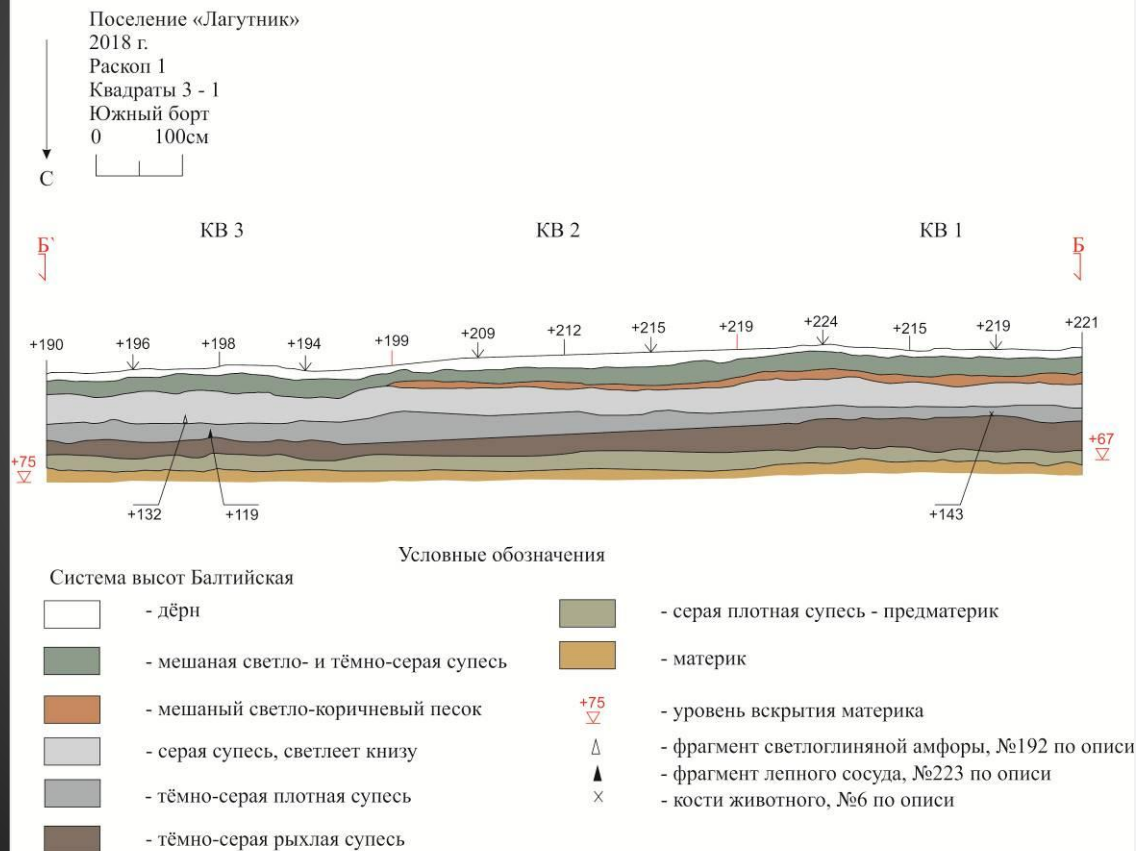 Поселение «Лагутник»
2018 г.
Раскоп 1
Квадраты 3 - 1
Южный борт
0 100см
С
КВ 3 КВ 2 КВ 1
Б` Б
+190 +196 +198 +194 +199 +209 +212 +215 +219 +224 +215 +219 +221
+75 +67
+132 +119 +143
Условные обозначения
Система высот Балтийская
- дёрн
- мешаная светло- и тёмно-серая супесь
- мешаный светло-коричневый песок
- серая супесь, светлеет книзу
- тёмно-серая плотная супесь
- тёмно-серая рыхлая супесь
- серая плотная супесь - предматерик
- материк
+75 - уровень вскрытия материка
- фрагмент светлоглиняной амфоры, №192 по описи
- фрагмент лепного сосуда, №223 по описи
- кости животного, №6 по описи